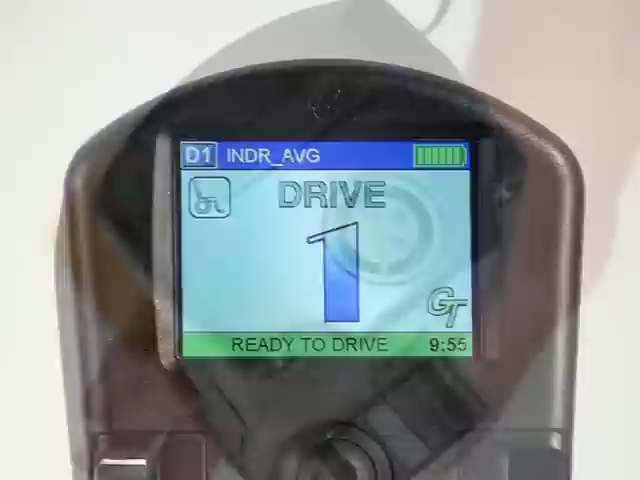 D1 INDR_AVG
DRIVE
1
GT
READY TO DRIVE 9:55